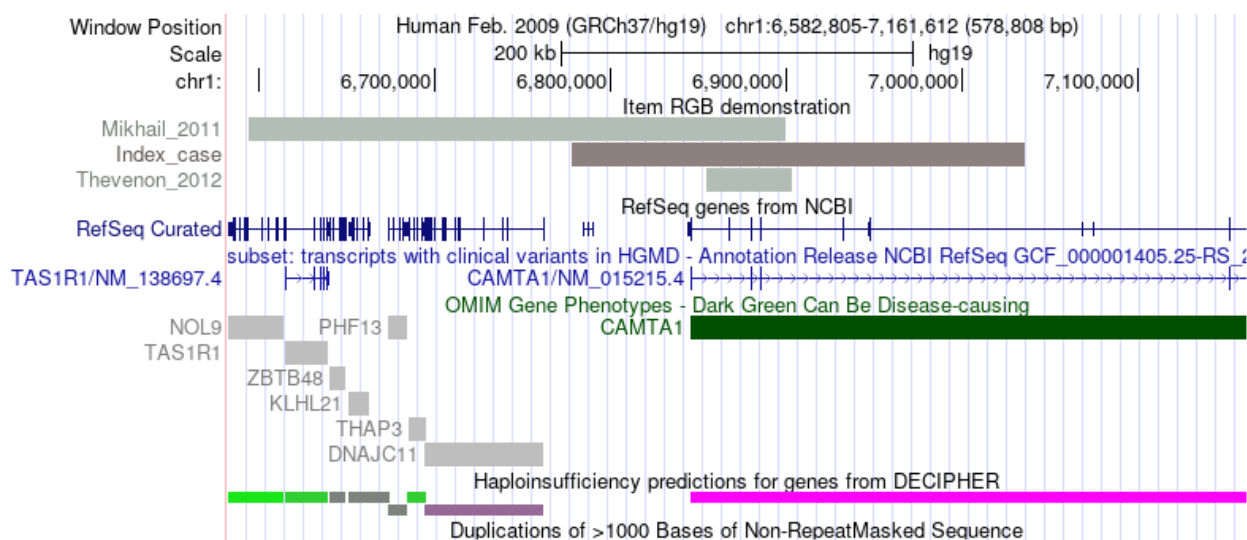 Window Position Human Feb. 2009 (GRCh37/hg19) chr1:6,582,805-7,161,612 (578,808 bp)
Scale 200 kb hg19
chr1: 6,700,000 6,800,000 6,900,000 7,000,000 7,100,000
Item RGB demonstration
Mikhail_2011
Index_case
Thevenon_2012
RefSeq genes from NCBI
RefSeq Curated
subset: transcripts with clinical variants in HGMD - Annotation Release NCBI RefSeq GCF_000001405.25-RS_2
TAS1R1/NM_138697.4 CAMTA1/NM_015215.4
OMIM Gene Phenotypes - Dark Green Can Be Disease-causing
NOL9 PHF13 CAMTA1
TAS1R1
ZBTB48
KLHL21
THAP3
DNAJC11
Haploinsufficiency predictions for genes from DECIPHER
Duplications of >1000 Bases of Non-RepeatMasked Sequence